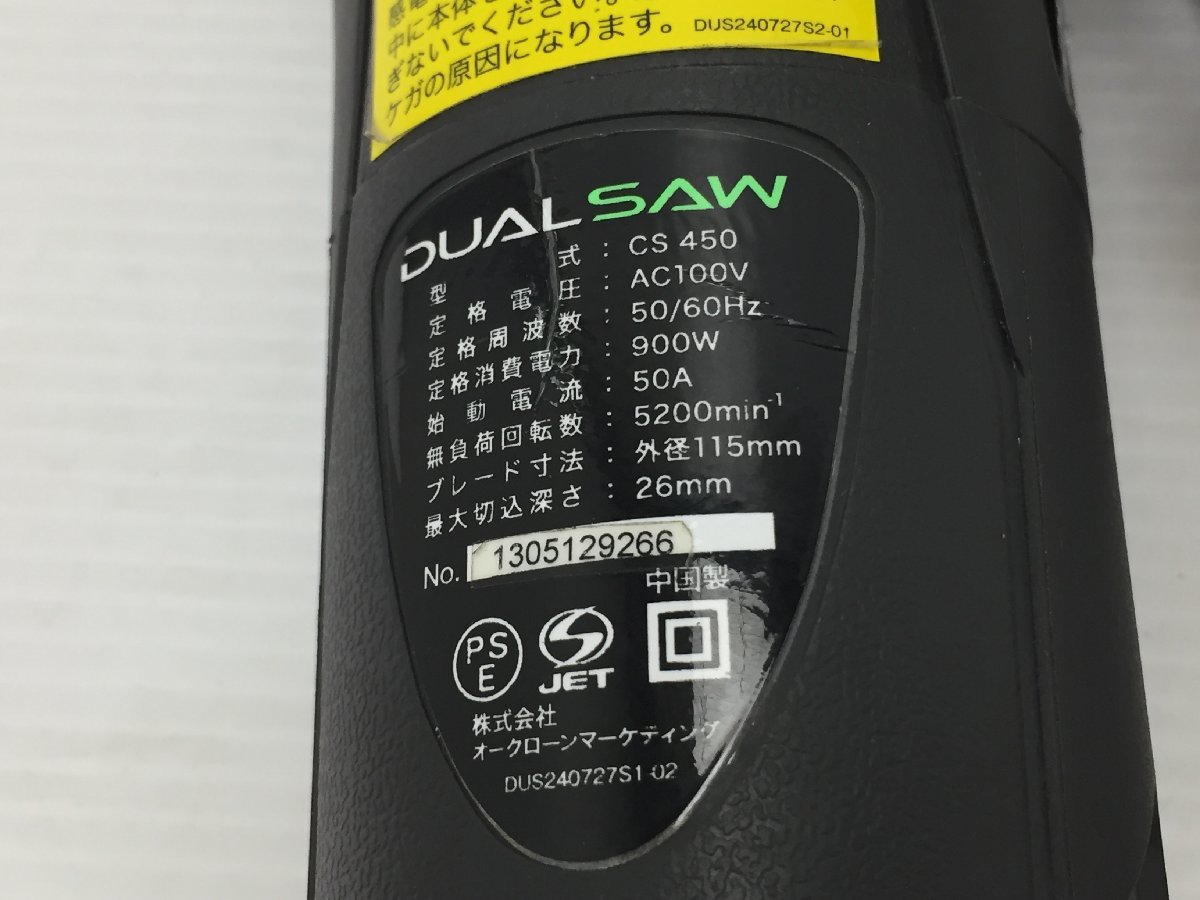 中に本体
ぎないでください。
ケガの原因になります。 DUS240727S2-01
DUALSAW
型式 : CS 450
定格電圧 : AC100V
定格周波数 : 50/60Hz
定格消費電力 : 900W
始動電流 : 50A
無負荷回転数 : 5200min-1
ブレード寸法 : 外径115mm
最大切込深さ : 26mm
No. 1305129266
中国製
PS
E
JET
株式会社
オークローンマーケティング
DUS240727S1-02